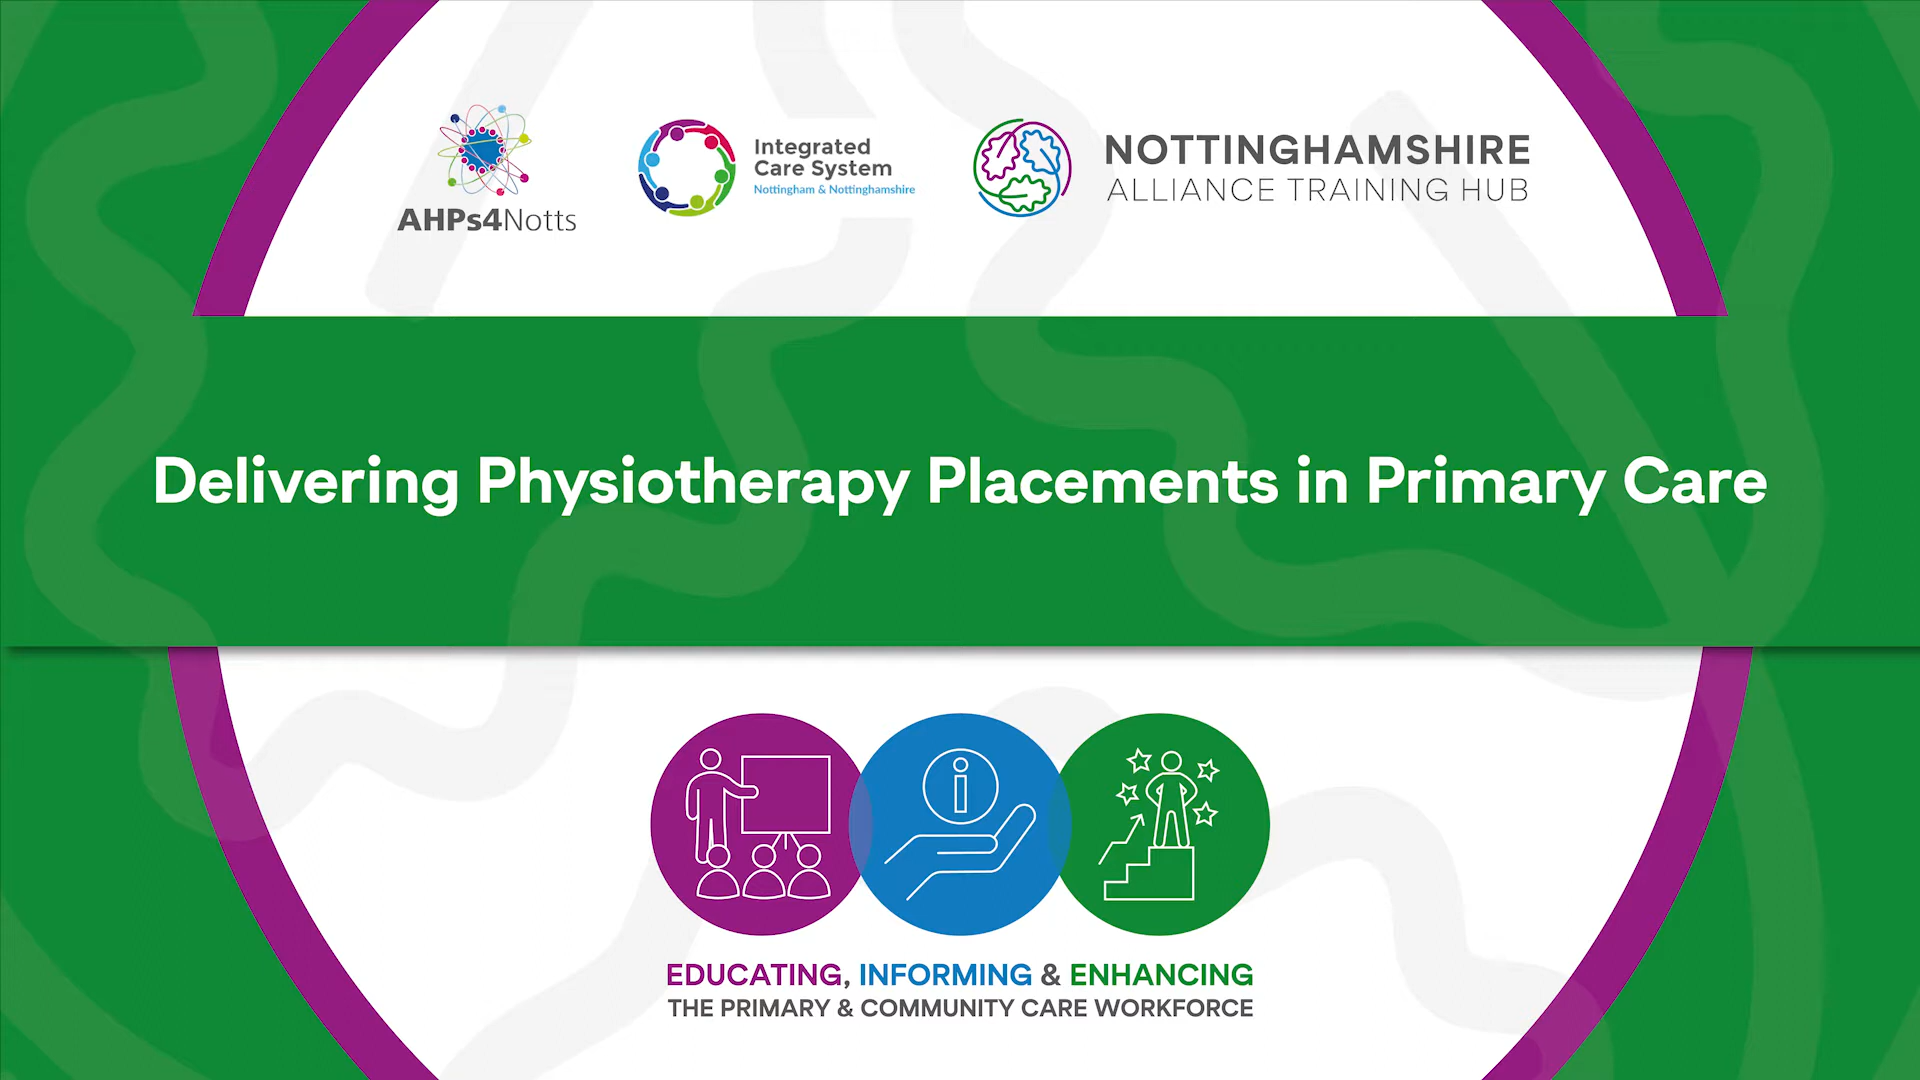 AHPs4Notts
Integrated
Care System
Nottingham & Nottinghamshire
NOTTINGHAMSHIRE
ALLIANCE TRAINING HUB
Delivering Physiotherapy Placements in Primary Care
EDUCATING, INFORMING & ENHANCING
THE PRIMARY & COMMUNITY CARE WORKFORCE